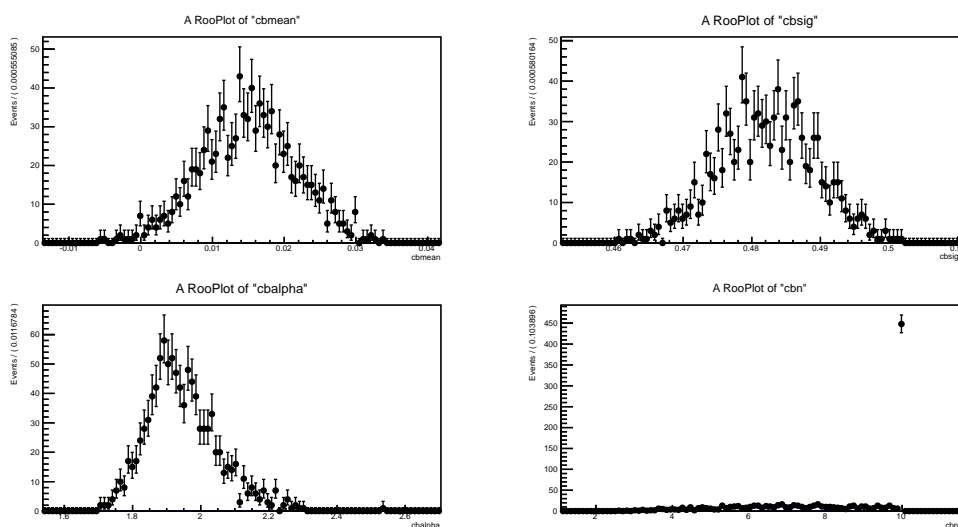 A RooPlot of "cbmean"
Events / ( 0.000555085 )
50
40
30
20
10
0
-0.01 0 0.01 0.02 0.03 0.04
cbmean
A RooPlot of "cbsig"
Events / ( 0.000580164 )
50
40
30
20
10
0
0.46 0.47 0.48 0.49 0.5
cbsig
A RooPlot of "cbalpha"
Events / ( 0.0116784 )
60
50
40
30
20
10
0
1.6 1.8 2 2.2 2.4 2.6
cbalpha
A RooPlot of "cbn"
Events / ( 0.103896 )
450
400
350
300
250
200
150
100
50
0
2 4 6 8 10
cbn